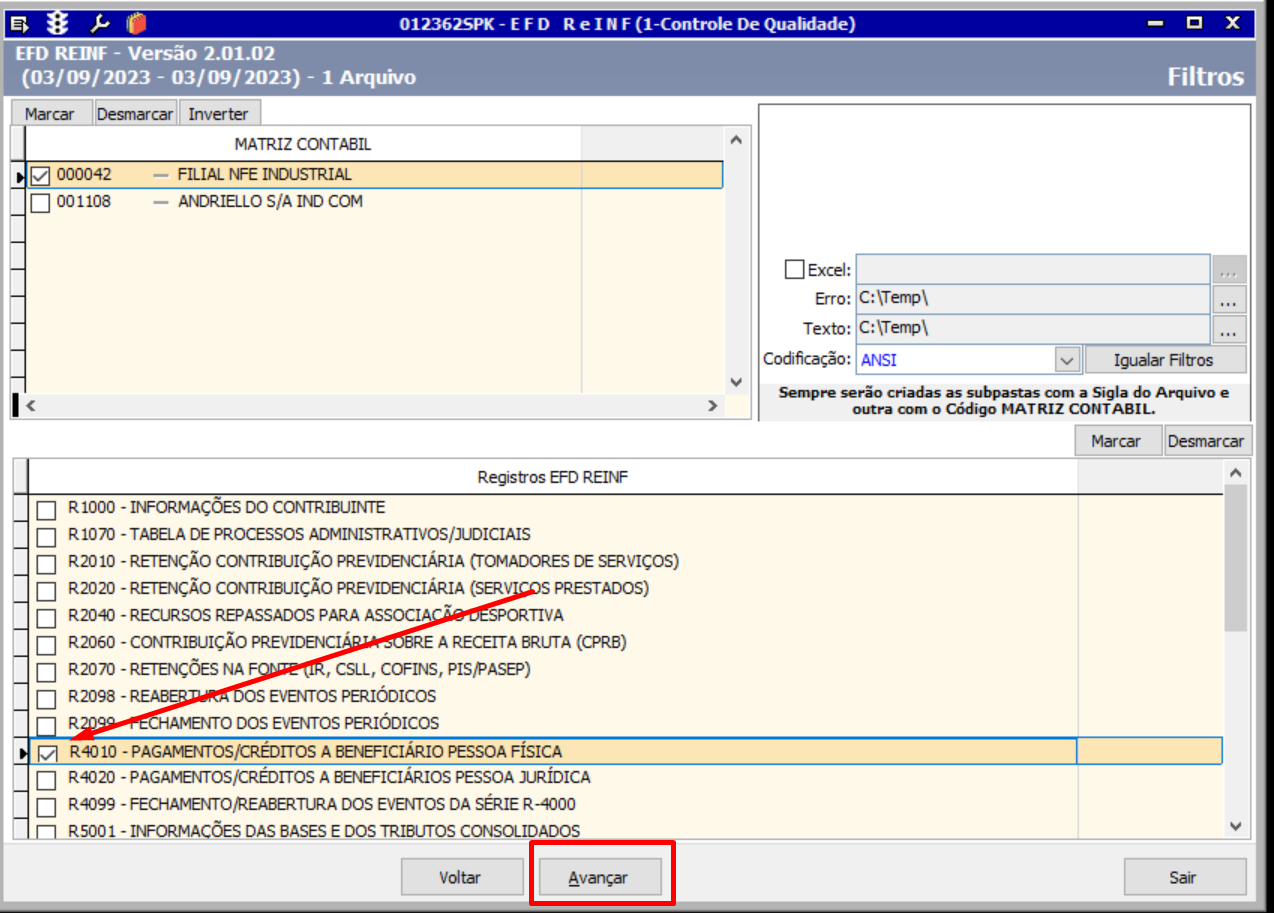 012362SPK - E F D R e I N F (1-Controle De Qualidade)
EFD REINF - Versão 2.01.02
(03/09/2023 - 03/09/2023) - 1 Arquivo
Filtros
Marcar Desmarcar Inverter
MATRIZ CONTABIL
000042 — FILIAL NFE INDUSTRIAL
001108 — ANDRIELLO S/A IND COM
Excel: ...
Erro: C:\Temp\ ...
Texto: C:\Temp\ ...
Codificação: ANSI Igualar Filtros
Sempre serão criadas as subpastas com a Sigla do Arquivo e
outra com o Código MATRIZ CONTABIL.
Marcar Desmarcar
Registros EFD REINF
R1000 - INFORMAÇÕES DO CONTRIBUINTE
R1070 - TABELA DE PROCESSOS ADMINISTRATIVOS/JUDICIAIS
R2010 - RETENÇÃO CONTRIBUIÇÃO PREVIDENCIÁRIA (TOMADORES DE SERVIÇOS)
R2020 - RETENÇÃO CONTRIBUIÇÃO PREVIDENCIÁRIA (SERVIÇOS PRESTADOS)
R2040 - RECURSOS REPASSADOS PARA ASSOCIAÇÃO DESPORTIVA
R2060 - CONTRIBUIÇÃO PREVIDENCIÁRIA SOBRE A RECEITA BRUTA (CPRB)
R2070 - RETENÇÕES NA FONTE (IR, CSLL, COFINS, PIS/PASEP)
R2098 - REABERTURA DOS EVENTOS PERIÓDICOS
R2099 - FECHAMENTO DOS EVENTOS PERIÓDICOS
R4010 - PAGAMENTOS/CRÉDITOS A BENEFICIÁRIO PESSOA FÍSICA
R4020 - PAGAMENTOS/CRÉDITOS A BENEFICIÁRIOS PESSOA JURÍDICA
R4099 - FECHAMENTO/REABERTURA DOS EVENTOS DA SÉRIE R-4000
R5001 - INFORMAÇÕES DAS BASES E DOS TRIBUTOS CONSOLIDADOS
Voltar Avançar Sair